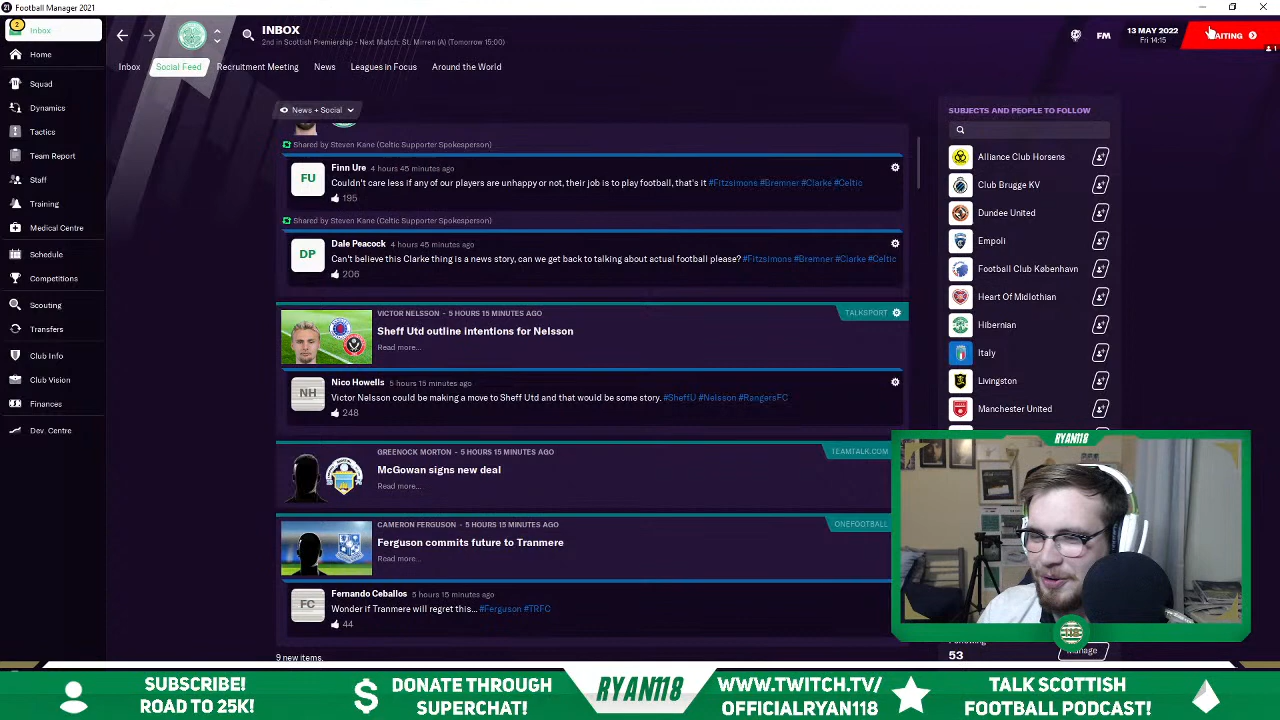 Football Manager 2021
2
Inbox
Home
Squad
Dynamics
Tactics
Team Report
Staff
Training
Medical Centre
Schedule
Competitions
Scouting
Transfers
Club Info
Club Vision
Finances
Dev. Centre
INBOX
2nd in Scottish Premiership - Next Match: St. Mirren (A) (Tomorrow 15:00)
FM
13 MAY 2022
Fri 14:15
WAITING
Inbox
Social Feed
Recruitment Meeting
News
Leagues in Focus
Around the World
News + Social
Shared by Steven Kane (Celtic Supporter Spokesperson)
FU
Finn Ure 4 hours 45 minutes ago
Couldn't care less if any of our players are unhappy or not, their job is to play football, that's it #Fitzsimons #Bremner #Clarke #Celtic
195
Shared by Steven Kane (Celtic Supporter Spokesperson)
DP
Dale Peacock 4 hours 45 minutes ago
Can't believe this Clarke thing is a news story, can we get back to talking about actual football please? #Fitzsimons #Bremner #Clarke #Celtic
206
VICTOR NELSSON - 5 HOURS 15 MINUTES AGO
TALKSPORT
Sheff Utd outline intentions for Nelsson
Read more...
NH
Nico Howells 5 hours 15 minutes ago
Victor Nelsson could be making a move to Sheff Utd and that would be some story. #SheffU #Nelsson #RangersFC
248
GREENOCK MORTON - 5 HOURS 15 MINUTES AGO
TEAMTALK.COM
McGowan signs new deal
Read more...
CAMERON FERGUSON - 5 HOURS 15 MINUTES AGO
ONEFOOTBALL
Ferguson commits future to Tranmere
Read more...
FC
Fernando Ceballos 5 hours 15 minutes ago
Wonder if Tranmere will regret this... #Ferguson #TRFC
44
9 new items.
SUBJECTS AND PEOPLE TO FOLLOW
Alliance Club Horsens
Club Brugge KV
Dundee United
Empoli
Football Club København
Heart Of Midlothian
Hibernian
Italy
Livingston
Manchester United
53
Manage
RYAN118
118
SUBSCRIBE!
ROAD TO 25K!
DONATE THROUGH
SUPERCHAT!
RYAN118
WWW.TWITCH.TV/
OFFICIALRYAN118
TALK SCOTTISH
FOOTBALL PODCAST!